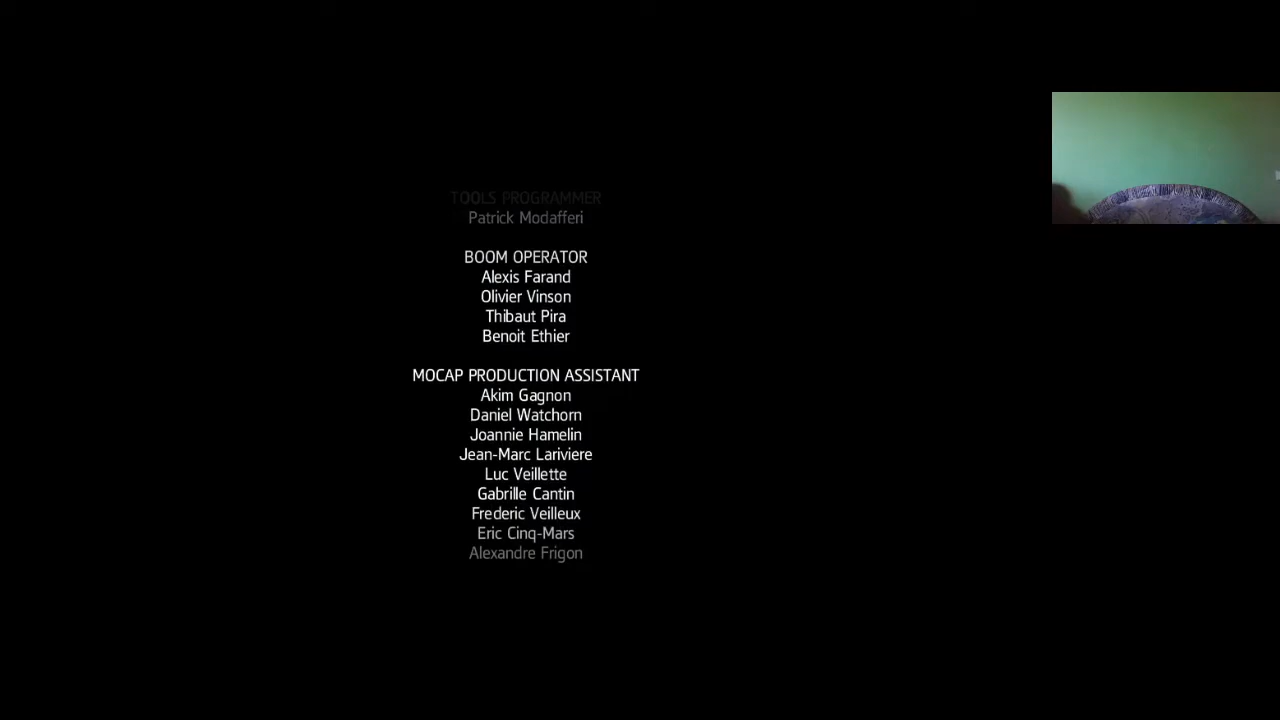 TOOLS PROGRAMMER
Patrick Modafferi
BOOM OPERATOR
Alexis Farand
Olivier Vinson
Thibaut Pira
Benoit Ethier
MOCAP PRODUCTION ASSISTANT
Akim Gagnon
Daniel Watchorn
Joannie Hamelin
Jean-Marc Lariviere
Luc Veillette
Gabrille Cantin
Frederic Veilleux
Eric Cinq-Mars
Alexandre Frigon